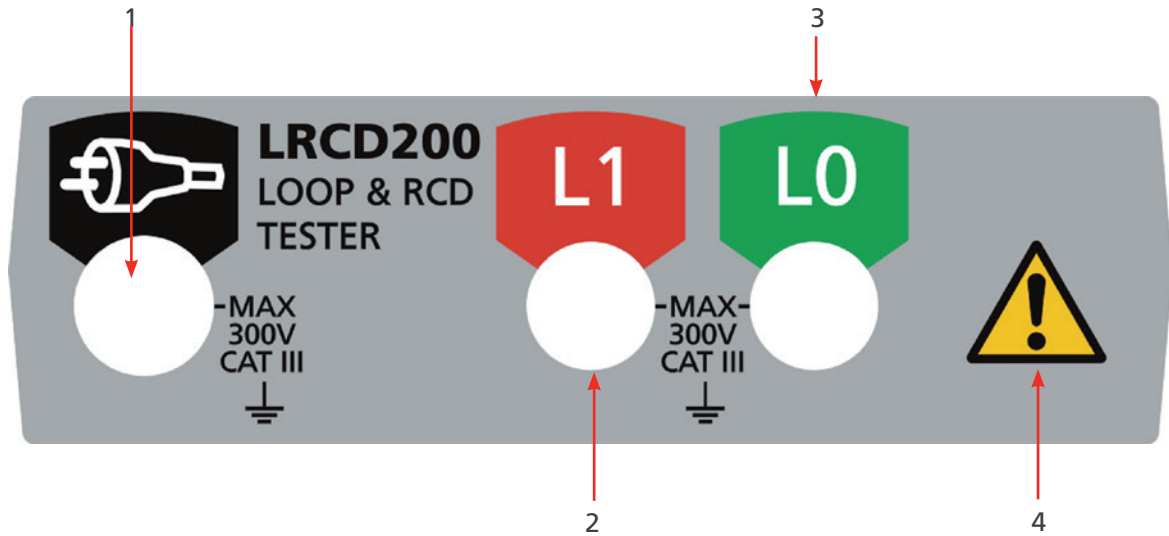 1
3
LRCD200
LOOP & RCD
TESTER
L1
L0
MAX
300V
CAT III
MAX
300V
CAT III
2
4